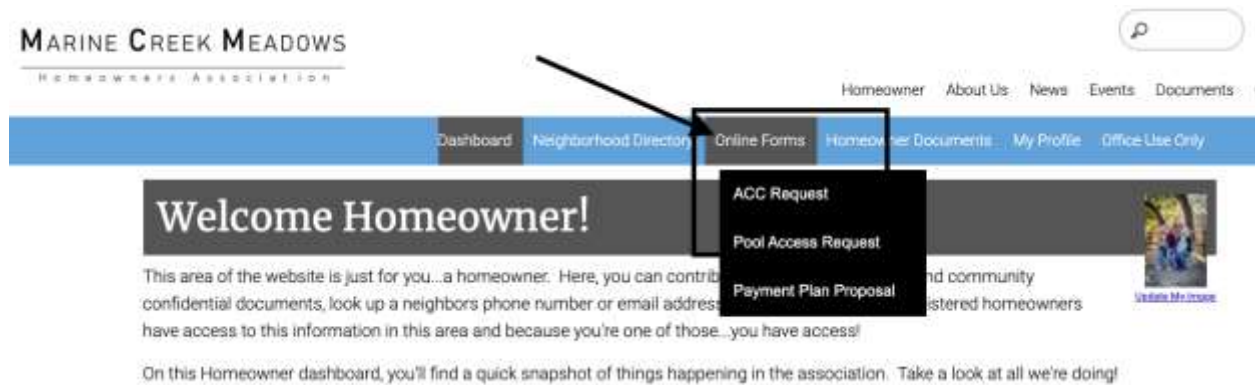 MARINE CREEK MEADOWS
Homeowners Association
Homeowner About Us News Events Documents
Dashboard Neighborhood Directory Online Forms Homeowner Documents My Profile Office Use Only
ACC Request
Welcome Homeowner!
Pool Access Request
This area of the website is just for you...a homeowner. Here, you can contrib nd community
Payment Plan Proposal
confidential documents, look up a neighbors phone number or email addres istered homeowners
Update My Image
have access to this information in this area and because you're one of those...you have access!
On this Homeowner dashboard, you'll find a quick snapshot of things happening in the association. Take a look at all we're doing!